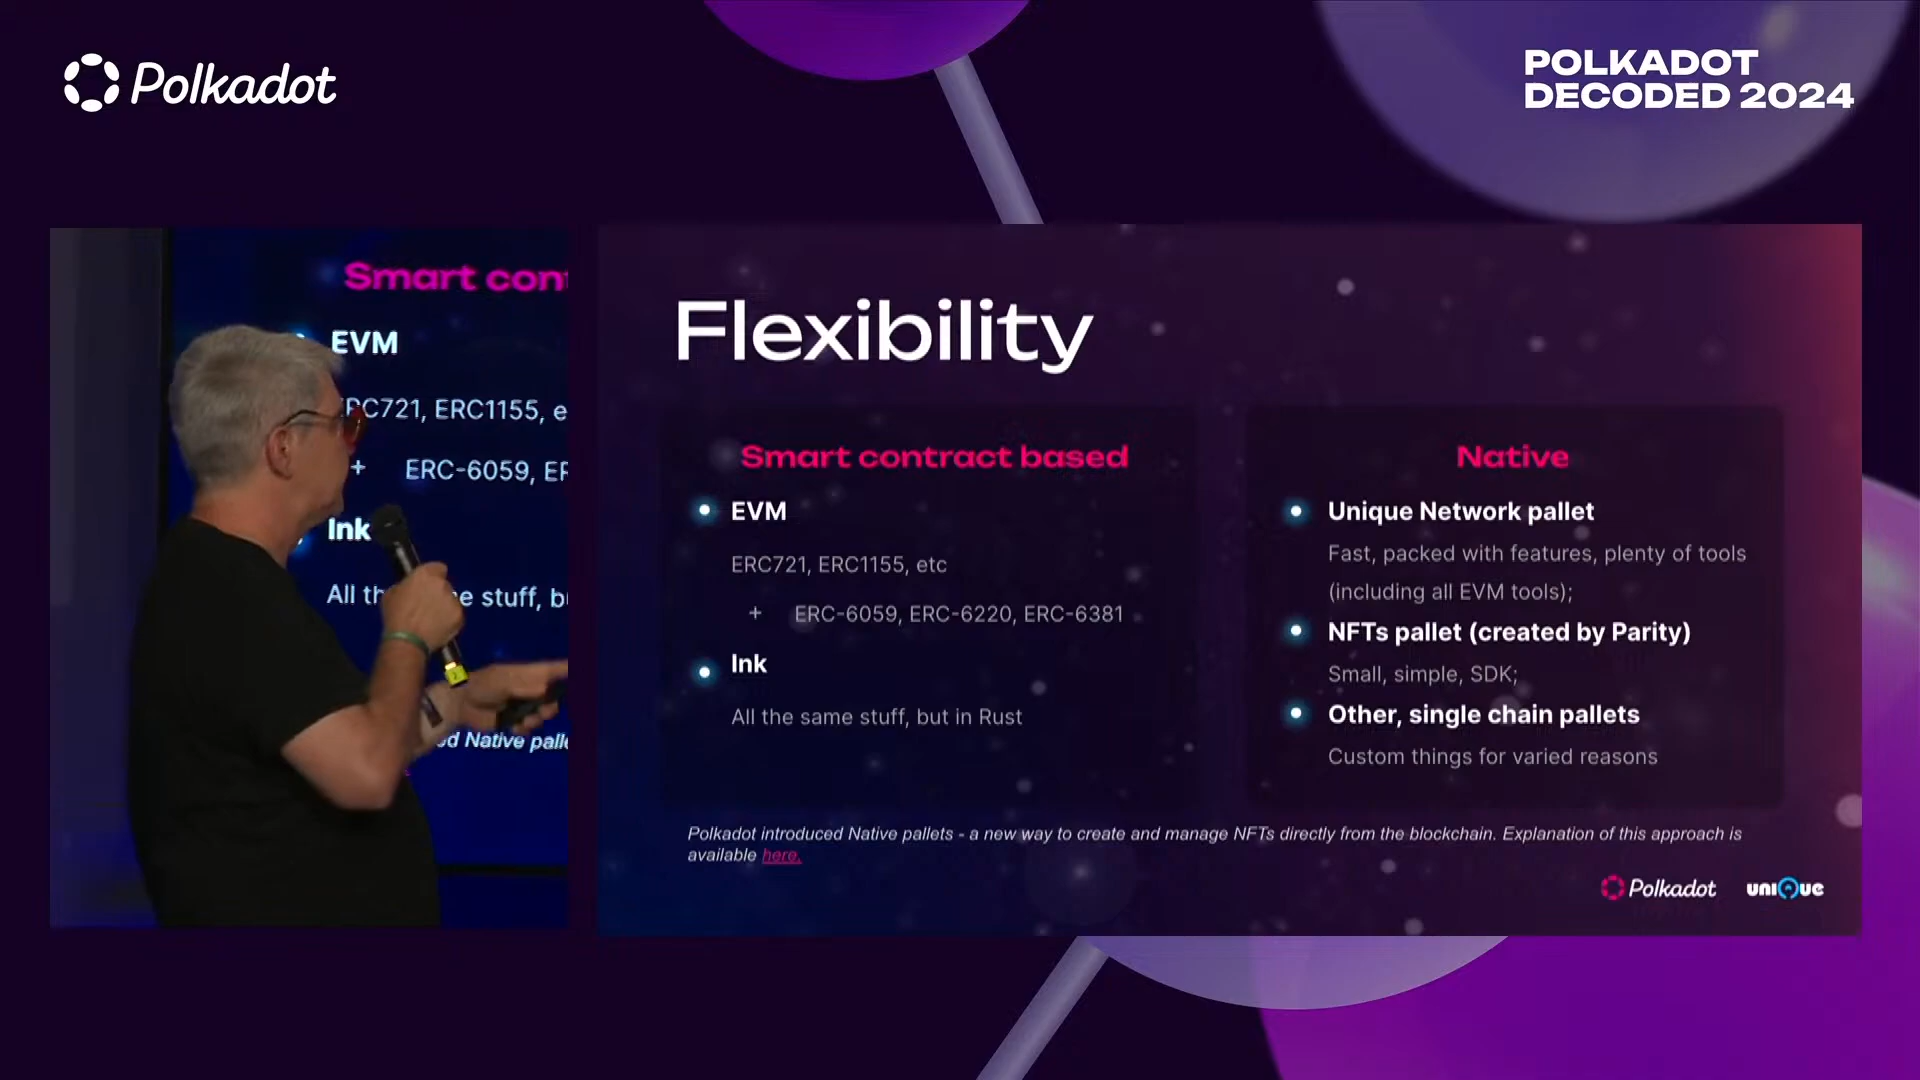 Polkadot
POLKADOT
DECODED 2024
Smart con
EVM
RC721, ERC1155, e
+ ERC-6059, ER
Ink
All th e stuff, b
d Native palle
Flexibility
Smart contract based
EVM
ERC721, ERC1155, etc
+ ERC-6059, ERC-6220, ERC-6381
Ink
All the same stuff, but in Rust
Native
Unique Network pallet
Fast, packed with features, plenty of tools
(including all EVM tools);
NFTs pallet (created by Parity)
Small, simple, SDK;
Other, single chain pallets
Custom things for varied reasons
Polkadot introduced Native pallets - a new way to create and manage NFTs directly from the blockchain. Explanation of this approach is
available here.
Polkadot
uniQue